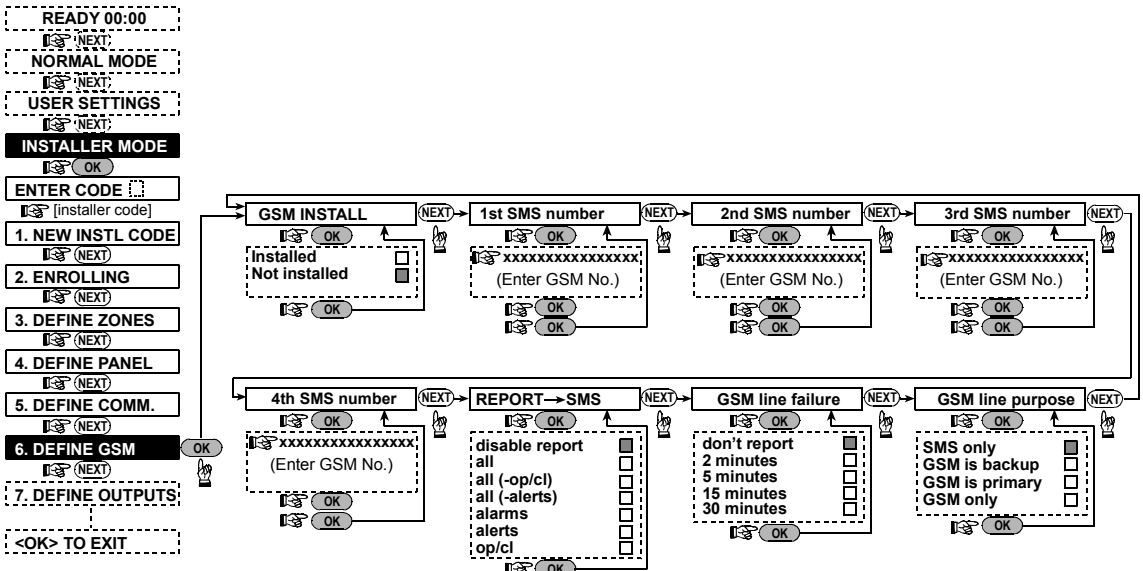 READY 00:00
NEXT
NORMAL MODE
NEXT
USER SETTINGS
NEXT
INSTALLER MODE
OK
ENTER CODE
[installer code]
1. NEW INSTL CODE
NEXT
2. ENROLLING
NEXT
3. DEFINE ZONES
NEXT
4. DEFINE PANEL
NEXT
5. DEFINE COMM.
NEXT
6. DEFINE GSM
OK
NEXT
7. DEFINE OUTPUTS
<OK> TO EXIT
GSM INSTALL
NEXT
OK
Installed
Not installed
OK
1st SMS number
NEXT
OK
xxxxxxxxxxxxxxxx
(Enter GSM No.)
OK
OK
2nd SMS number
NEXT
OK
xxxxxxxxxxxxxxxx
(Enter GSM No.)
OK
OK
3rd SMS number
NEXT
OK
xxxxxxxxxxxxxxxx
(Enter GSM No.)
OK
OK
4th SMS number
NEXT
OK
xxxxxxxxxxxxxxxx
(Enter GSM No.)
OK
OK
REPORT→SMS
NEXT
OK
disable report
all
all (-op/cl)
all (-alerts)
alarms
alerts
op/cl
OK
GSM line failure
NEXT
OK
don't report
2 minutes
5 minutes
15 minutes
30 minutes
OK
GSM line purpose
NEXT
OK
SMS only
GSM is backup
GSM is primary
GSM only
OK